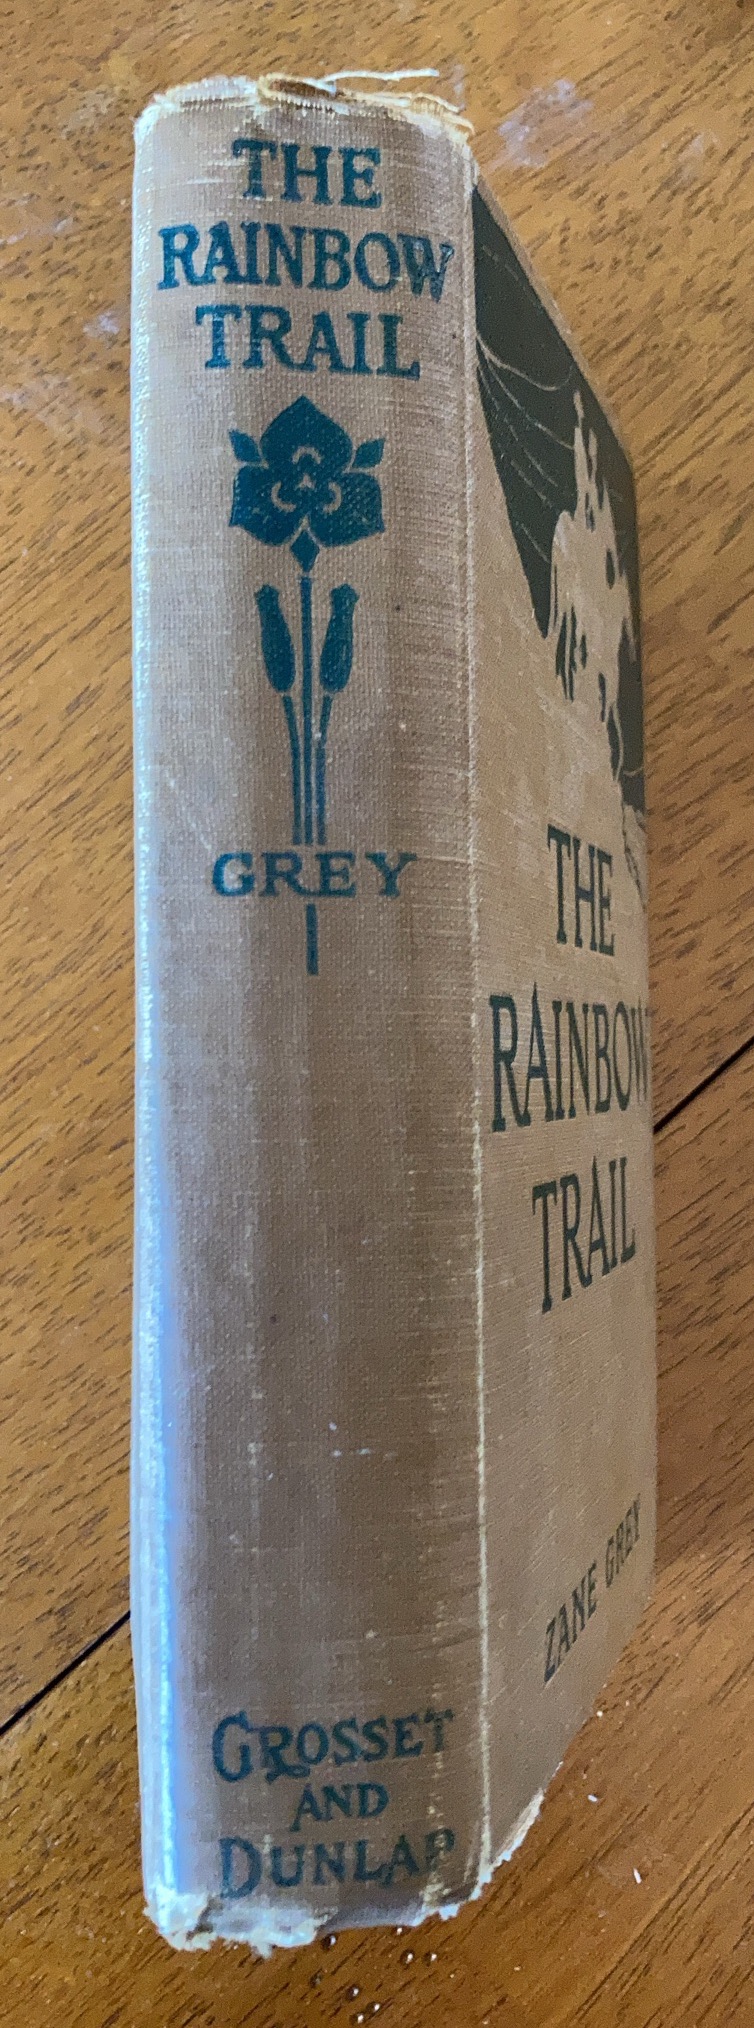 THE
RAINBOW
TRAIL
GREY
GROSSET
AND
DUNLAP
THE
RAINBOW
TRAIL
ZANE GREY